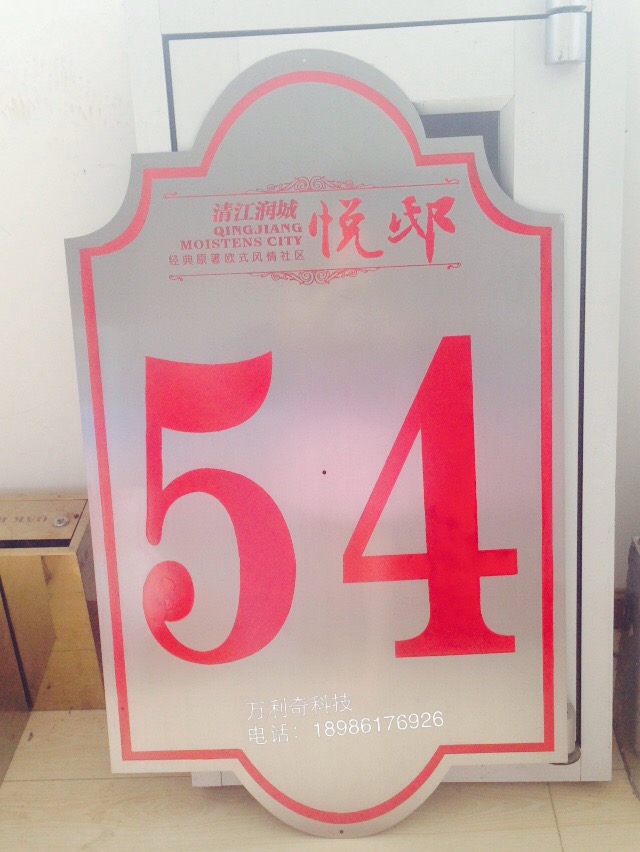 清江润城
QINGJIANG
MOISTENS CITY
经典原著欧式风情社区
悦邸
54
万利奇科技
电话：18986176926